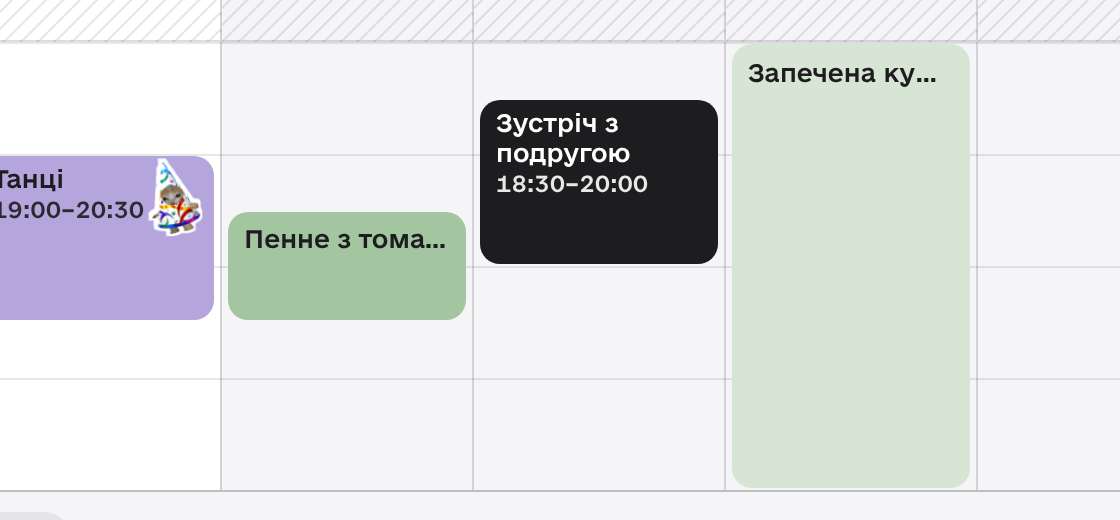 Танці
19:00–20:30
Пенне з тома...
Зустріч з
подругою
18:30–20:00
Запечена ку...